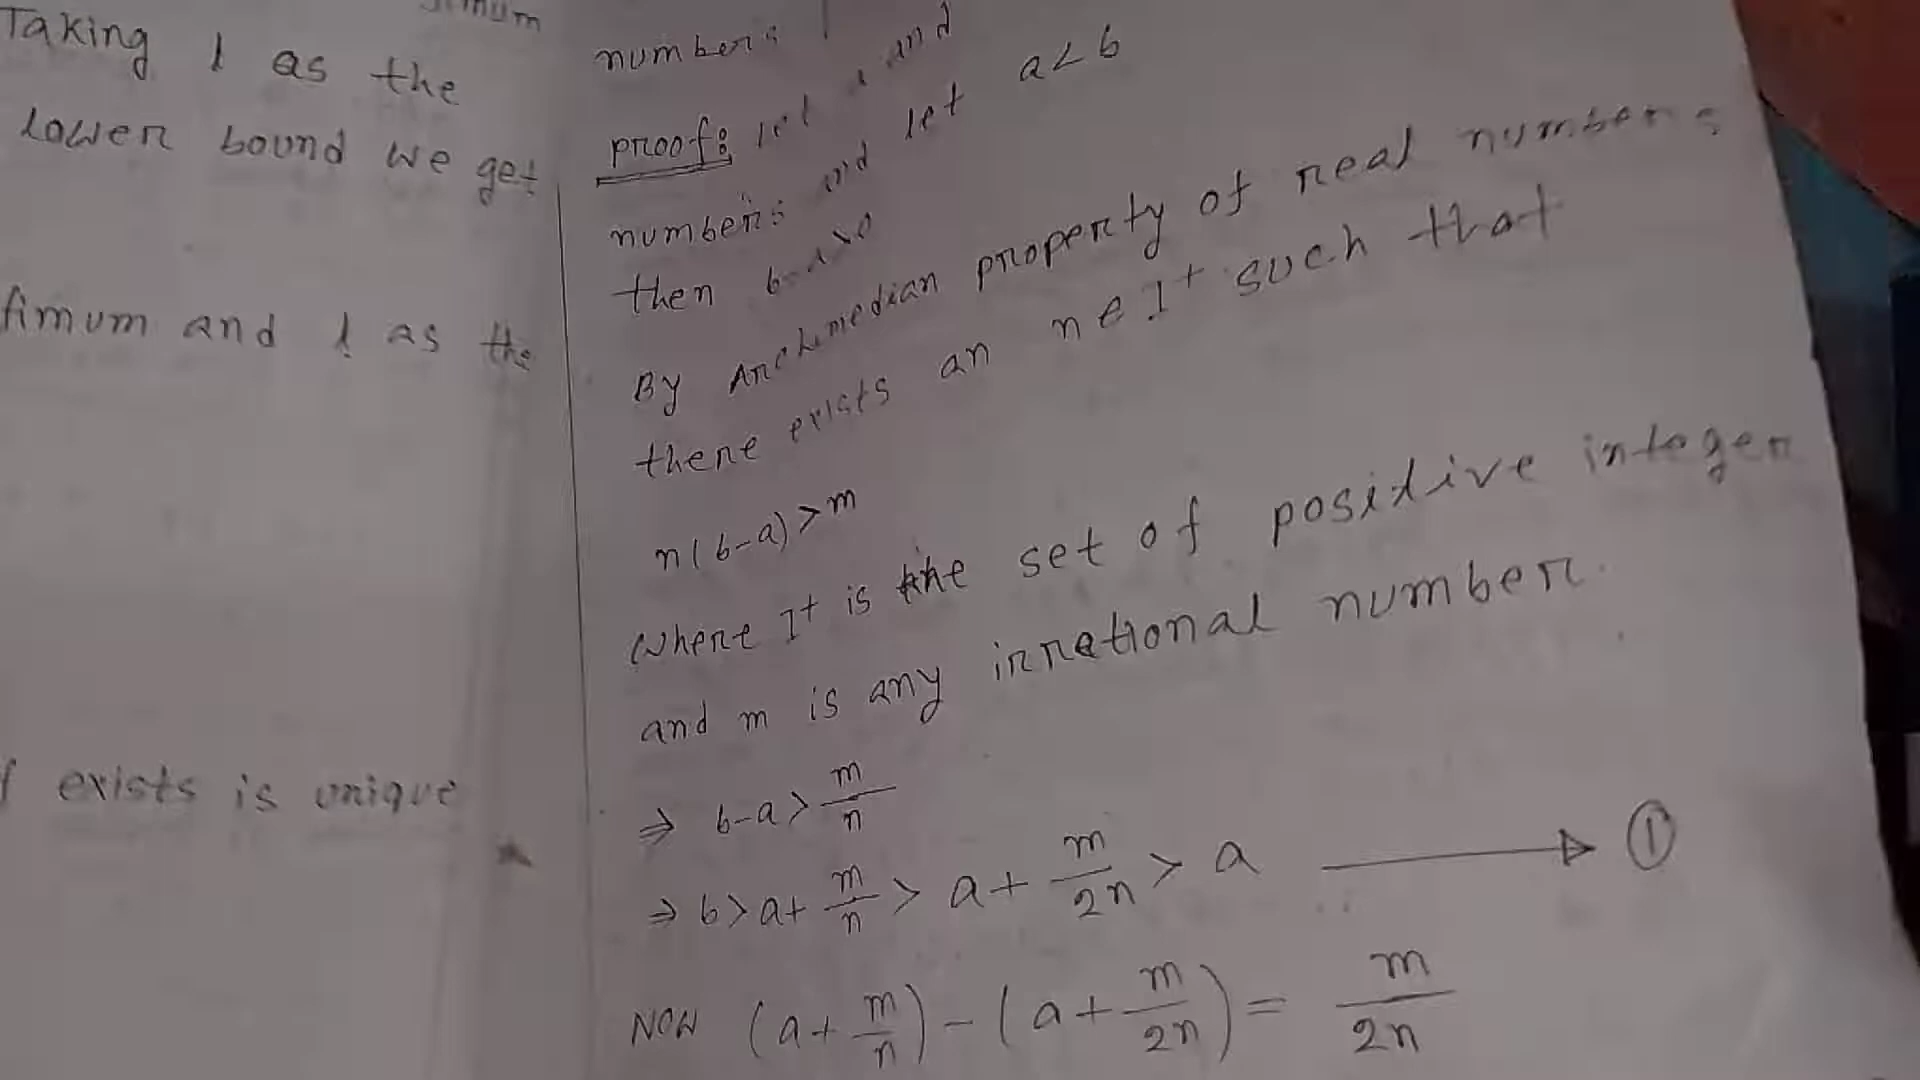 Taking l as the
lower bound we get
fimum and l as the
f exists is unique
numbers
proof: let a and
numbers and let a<b
then b-a>0
By Archimedian property of real numbers
there exists an n∈I⁺ such that
n(b-a)>m
Where I⁺ is the set of positive integer
and m is any irrational number.
⇒ b-a> m/n
⇒ b>a+ m/n > a+ m/2n > a ⟶ ①
NOW (a+ m/n) - (a+ m/2n) = m/2n